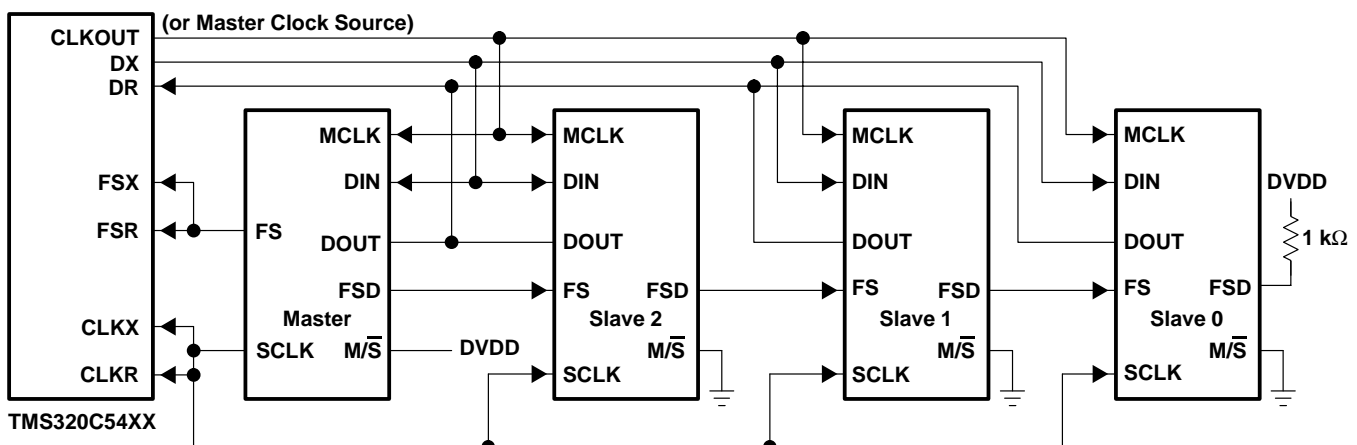 (or Master Clock Source)
CLKOUT
DX
DR
FSX
FSR
CLKX
CLKR
TMS320C54XX
MCLK
DIN
FS
DOUT
FSD
Master
SCLK
M/S̅
DVDD
MCLK
DIN
DOUT
FS
FSD
Slave 2
M/S̅
SCLK
MCLK
DIN
DOUT
FS
FSD
Slave 1
M/S̅
SCLK
MCLK
DIN
DOUT
FS
FSD
Slave 0
M/S̅
SCLK
DVDD
1 kΩ